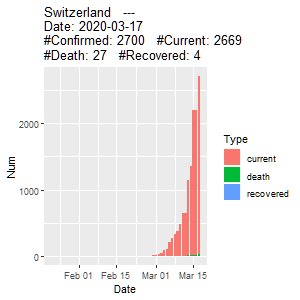 Switzerland   ---
Date: 2020-03-17
#Confirmed: 2700   #Current: 2669
#Death: 27   #Recovered: 4
Num
2000
1000
0
Feb 01   Feb 15   Mar 01   Mar 15
Date
Type
current
death
recovered